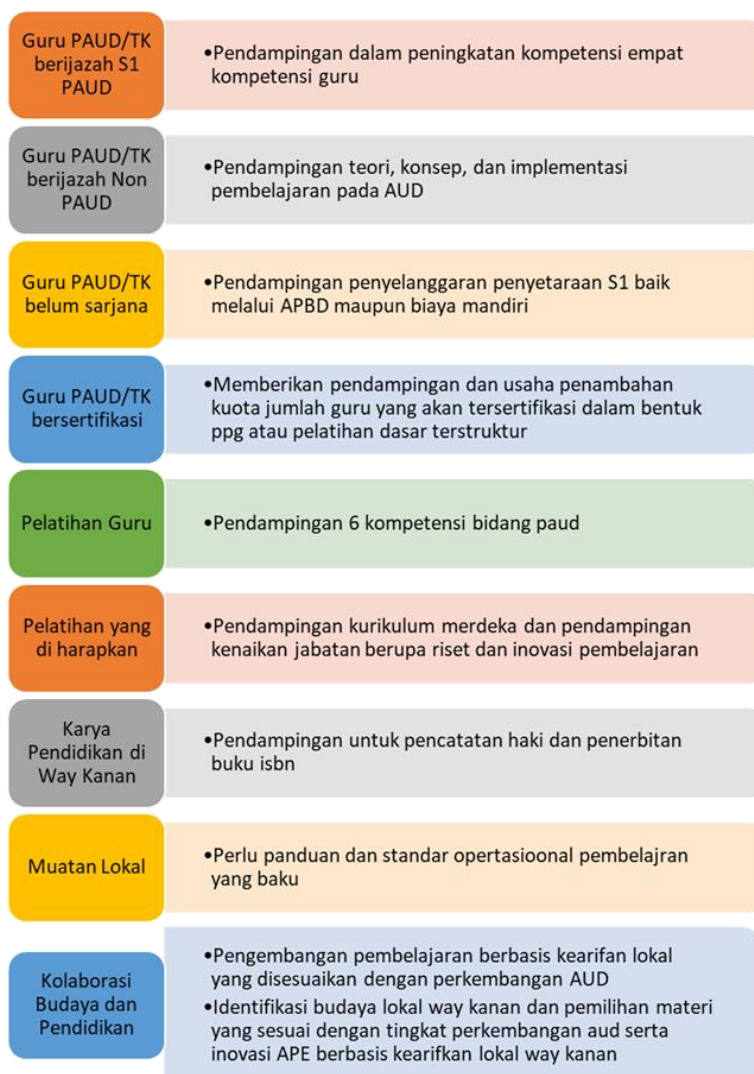 Guru PAUD/TK
berijazah S1
PAUD
•Pendampingan dalam peningkatan kompetensi empat
kompetensi guru
Guru PAUD/TK
berijazah Non
PAUD
•Pendampingan teori, konsep, dan implementasi
pembelajaran pada AUD
Guru PAUD/TK
belum sarjana
•Pendampingan penyelanggaran penyetaraan S1 baik
melalui APBD maupun biaya mandiri
Guru PAUD/TK
bersertifikasi
•Memberikan pendampingan dan usaha penambahan
kuota jumlah guru yang akan tersertifikasi dalam bentuk
ppg atau pelatihan dasar terstruktur
Pelatihan Guru
•Pendampingan 6 kompetensi bidang paud
Pelatihan yang
di harapkan
•Pendampingan kurikulum merdeka dan pendampingan
kenaikan jabatan berupa riset dan inovasi pembelajaran
Karya
Pendidikan di
Way Kanan
•Pendampingan untuk pencatatan haki dan penerbitan
buku isbn
Muatan Lokal
•Perlu panduan dan standar opertasioonal pembelajran
yang baku
Kolaborasi
Budaya dan
Pendidikan
•Pengembangan pembelajaran berbasis kearifan lokal
yang disesuaikan dengan perkembangan AUD
•Identifikasi budaya lokal way kanan dan pemilihan materi
yang sesuai dengan tingkat perkembangan aud serta
inovasi APE berbasis kearifkan lokal way kanan